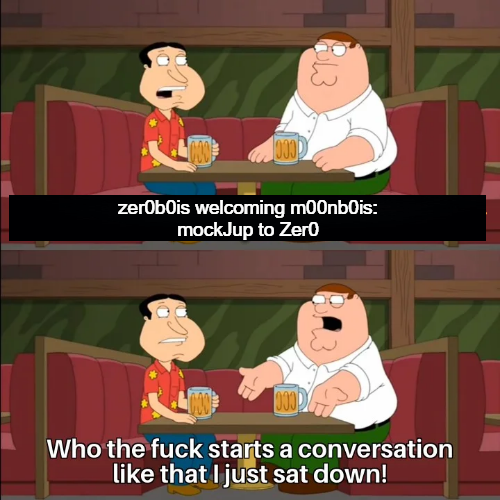 zer0b0is welcoming m00nb0is:
mockJup to Zer0
Who the fuck starts a conversation
like that I just sat down!